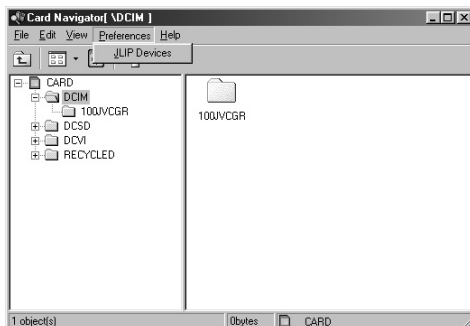 Card Navigator[ \DCIM ]
File Edit View Preferences Help
JLIP Devices
CARD
DCIM
100JVCGR
DCSD
DCVI
RECYCLED
100JVCGR
1 object(s) 0bytes CARD